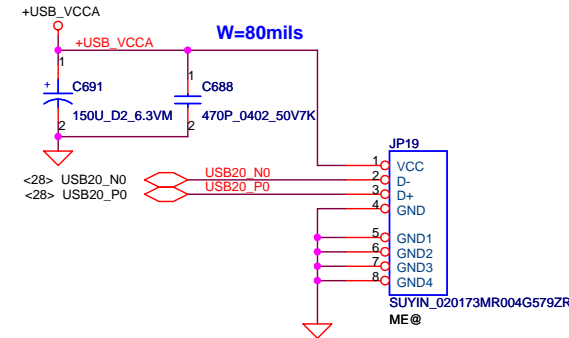 +USB_VCCA
+USB_VCCA
W=80mils
1
+
C691
150U_D2_6.3VM
2
1
C688
470P_0402_50V7K
2
<28> USB20_N0
USB20_N0
<28> USB20_P0
USB20_P0
JP19
1 VCC
2 D-
3 D+
4 GND
5 GND1
6 GND2
7 GND3
8 GND4
SUYIN_020173MR004G579ZR
ME@